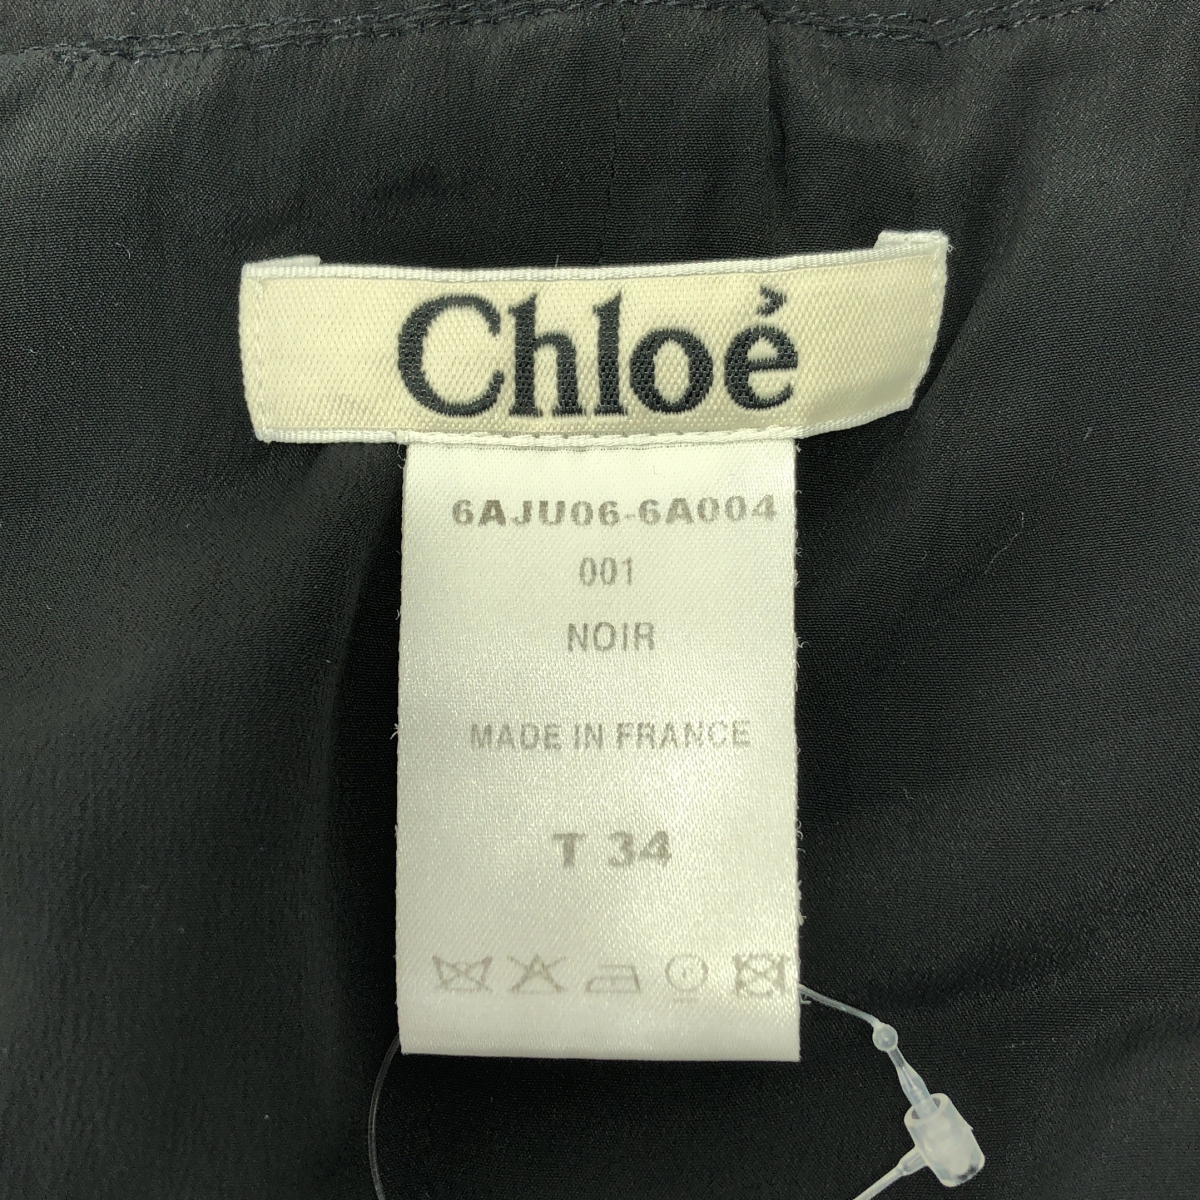 Chloé
6AJU06-6A004
001
NOIR
MADE IN FRANCE
T 34